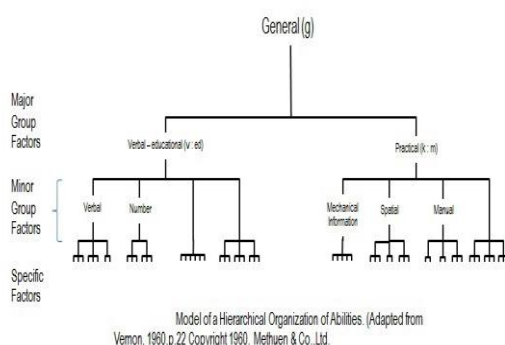 General (g)
Major
Group
Factors
Verbal – educational (v : ed)
Practical (k : m)
Minor
Group
Factors
Verbal
Number
Mechanical
Information
Spatial
Manual
Specific
Factors
Model of a Hierarchical Organization of Abilities. (Adapted from
Vernon, 1960,p.22 Copyright 1960, Methuen & Co.,Ltd.